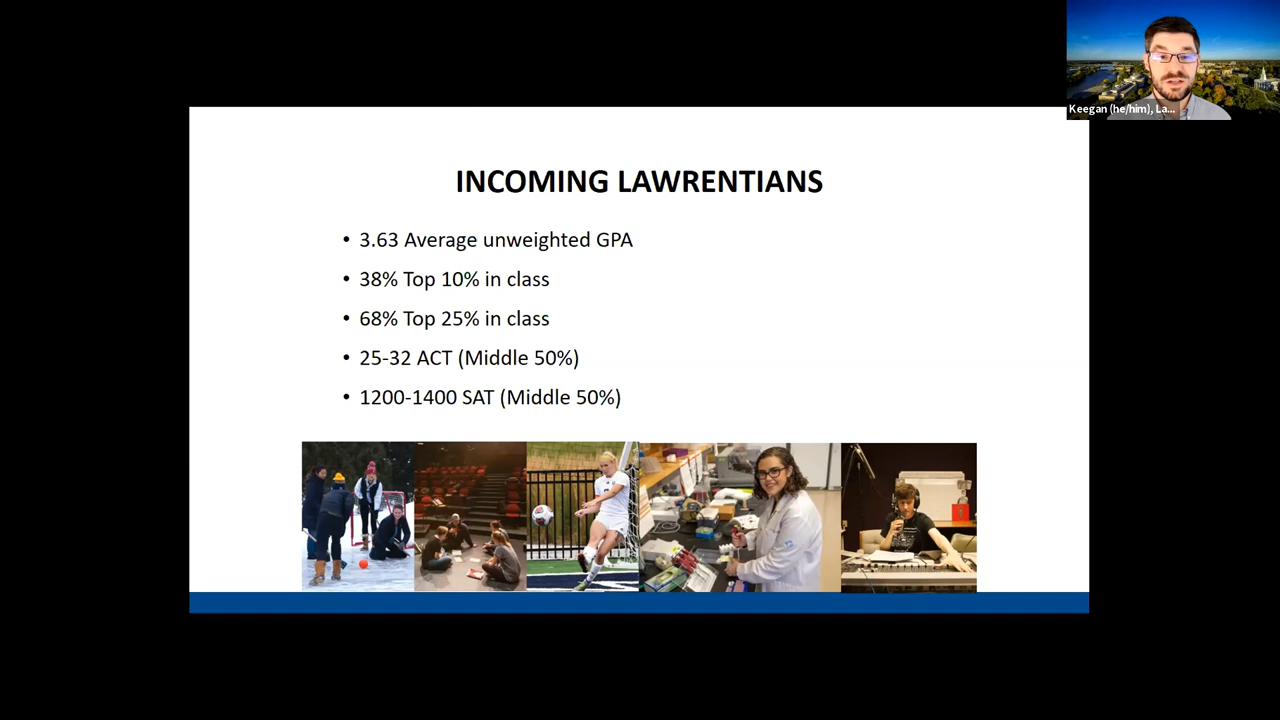 Keegan (he/him), La...
INCOMING LAWRENTIANS
• 3.63 Average unweighted GPA
• 38% Top 10% in class
• 68% Top 25% in class
• 25-32 ACT (Middle 50%)
• 1200-1400 SAT (Middle 50%)